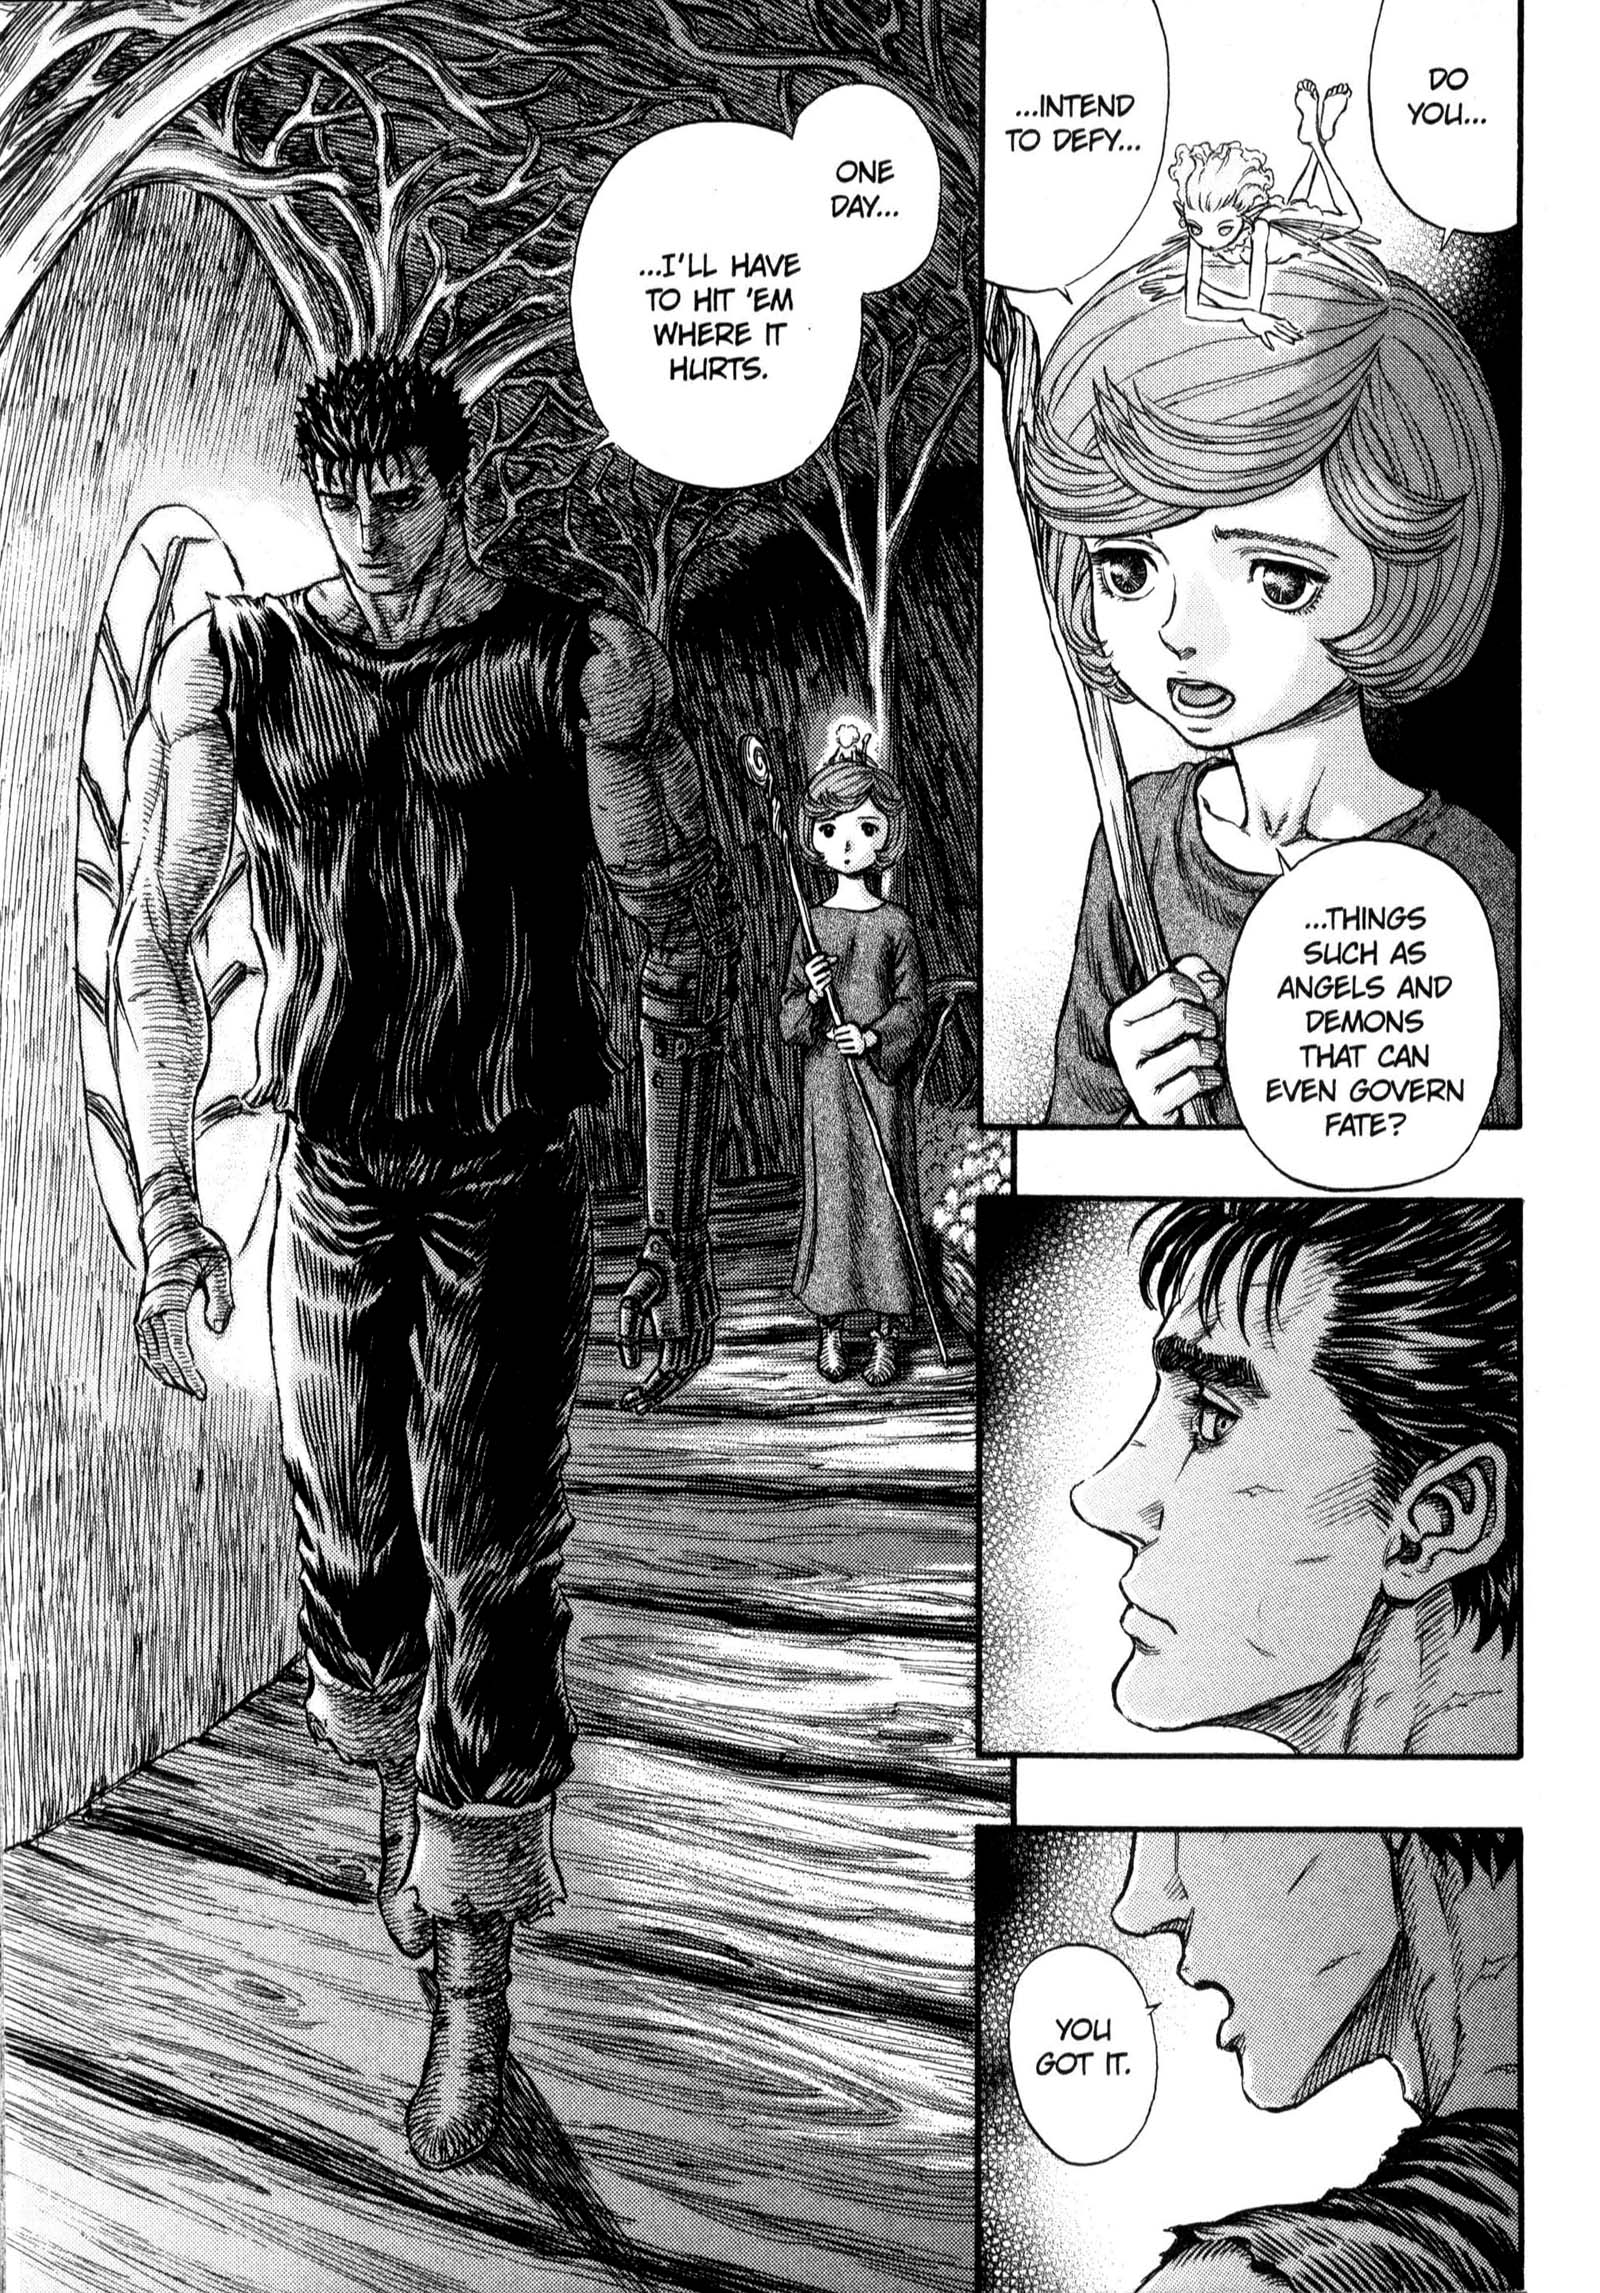 DO
YOU...
...INTEND
TO DEFY...
...THINGS
SUCH AS
ANGELS AND
DEMONS
THAT CAN
EVEN GOVERN
FATE?
YOU
GOT IT.
ONE
DAY...
...I'LL HAVE
TO HIT 'EM
WHERE IT
HURTS.